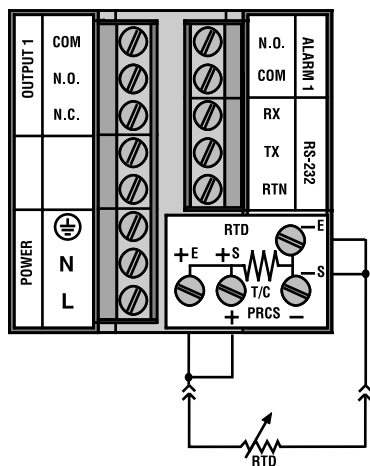 OUTPUT 1
COM
N.O.
N.C.
POWER
N
L
N.O.
COM
ALARM 1
RX
TX
RTN
RS-232
RTD
+E
+S
−E
−S
T/C
+ PRCS −
RTD